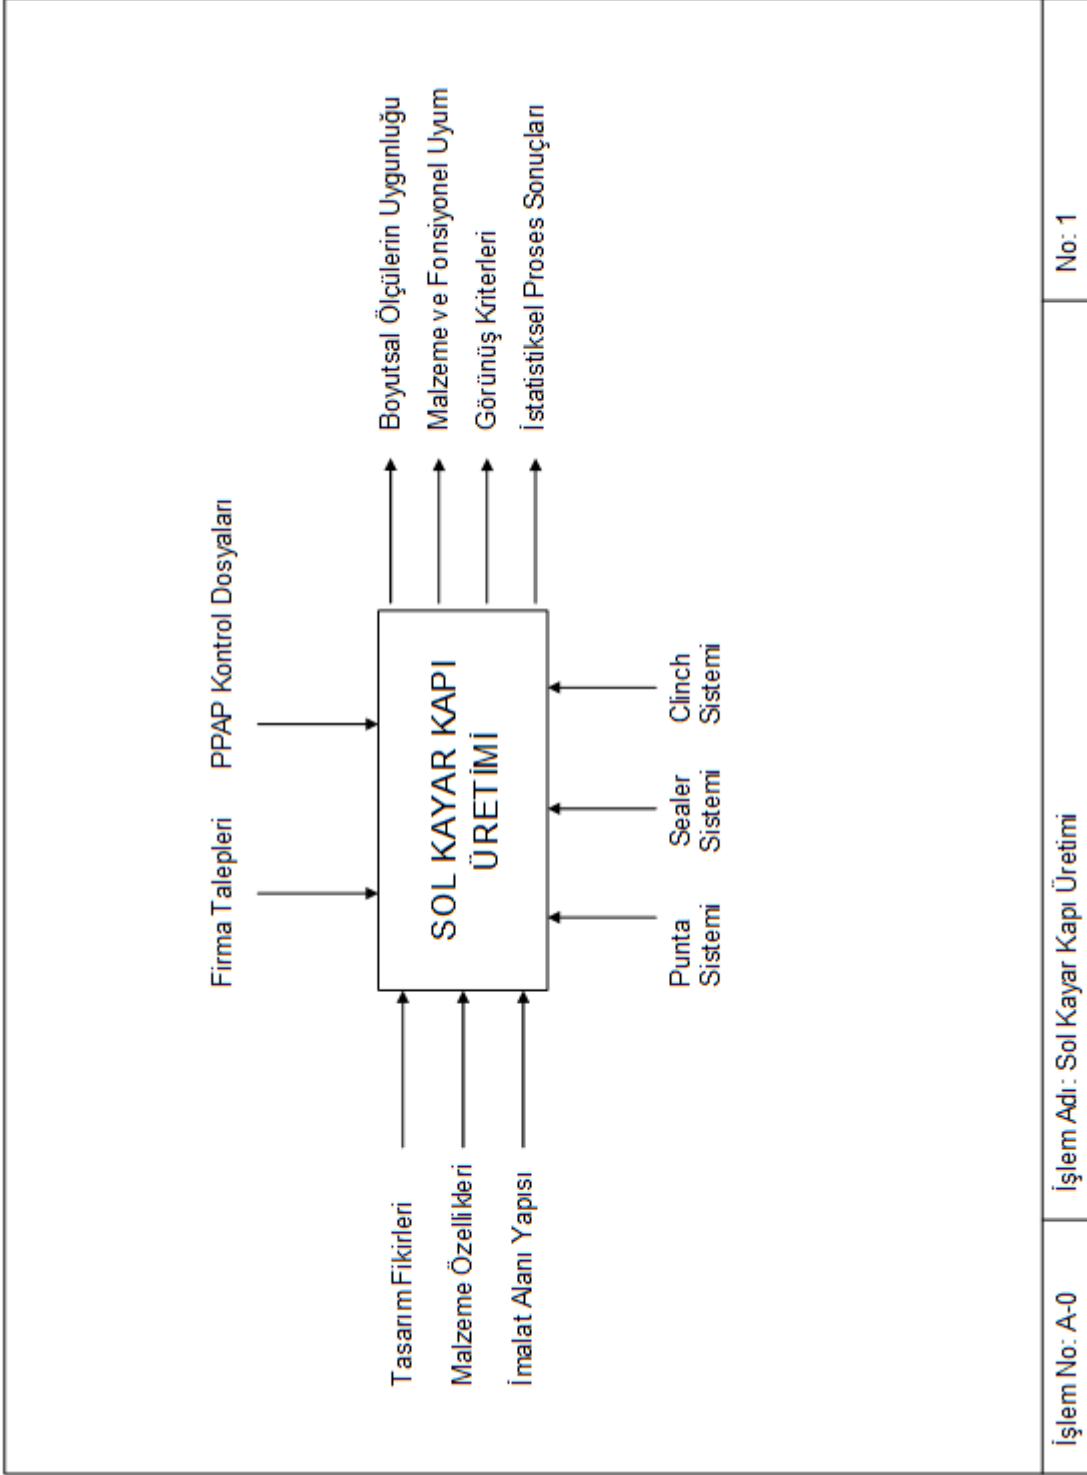 Firma Talepleri
PPAP Kontrol Dosyaları
Tasarım Fikirleri
Malzeme Özellikleri
İmalat Alanı Yapısı
SOL KAYAR KAPI
ÜRETİMİ
Boyutsal Ölçülerin Uygunluğu
Malzeme ve Fonsiyonel Uyum
Görünüş Kriterleri
İstatistiksel Proses Sonuçları
Punta
Sistemi
Sealer
Sistemi
Clinch
Sistemi
İşlem No: A-0
İşlem Adı: Sol Kayar Kapı Üretimi
No: 1